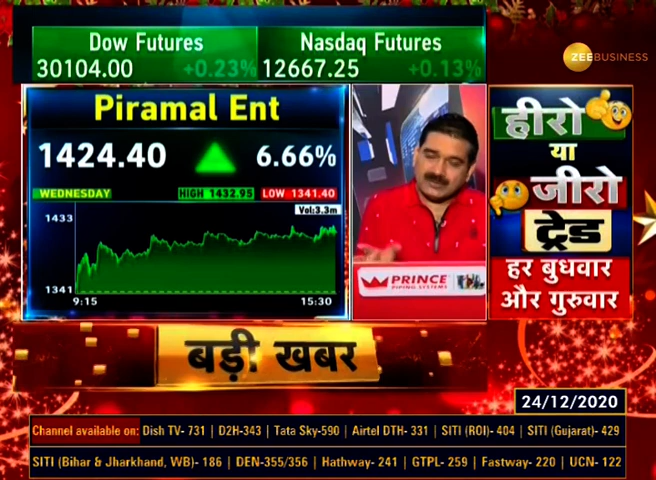 Dow Futures
30104.00 +0.23%
Nasdaq Futures
12667.25 +0.13%
ZEE BUSINESS
Piramal Ent
1424.40 6.66%
WEDNESDAY HIGH 1432.95 LOW 1341.40
Vol:3.3m
1433
1341
9:15 15:30
PRINCE
PIPING SYSTEMS
हीरो
या
जीरो
ट्रेड
हर बुधवार
और गुरुवार
बड़ी खबर
24/12/2020
Channel available on: Dish TV- 731 | D2H-343 | Tata Sky-590 | Airtel DTH- 331 | SITI (ROI)- 404 | SITI (Gujarat)- 429
SITI (Bihar & Jharkhand, WB)- 186 | DEN-355/356 | Hathway- 241 | GTPL- 259 | Fastway- 220 | UCN- 122